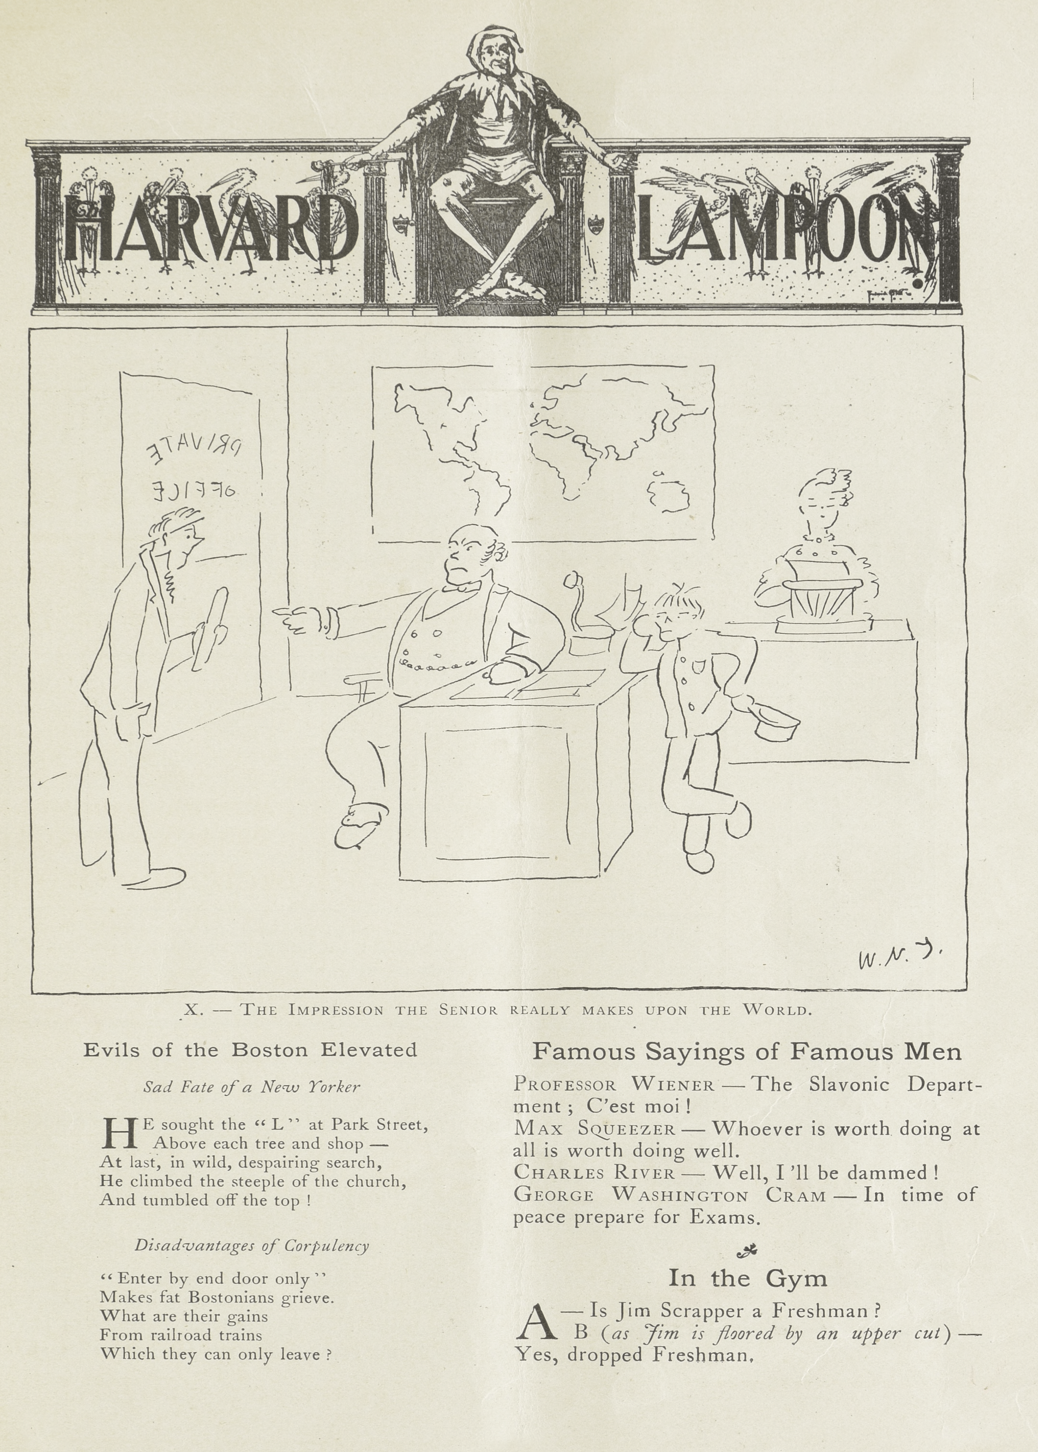 HARVARD LAMPOON
PRIVATE
OFFICE
X. — THE IMPRESSION THE SENIOR REALLY MAKES UPON THE WORLD.
Evils of the Boston Elevated
Sad Fate of a New Yorker
HE sought the “L” at Park Street,
Above each tree and shop —
At last, in wild, despairing search,
He climbed the steeple of the church,
And tumbled off the top !
Disadvantages of Corpulency
“Enter by end door only”
Makes fat Bostonians grieve.
What are their gains
From railroad trains
Which they can only leave ?
Famous Sayings of Famous Men
PROFESSOR WIENER — The Slavonic Depart-
ment ; C'est moi !
MAX SQUEEZER — Whoever is worth doing at
all is worth doing well.
CHARLES RIVER — Well, I 'll be dammed !
GEORGE WASHINGTON CRAM — In time of
peace prepare for Exams.
In the Gym
A — Is Jim Scrapper a Freshman ?
B (as Jim is floored by an upper cut) —
Yes, dropped Freshman.